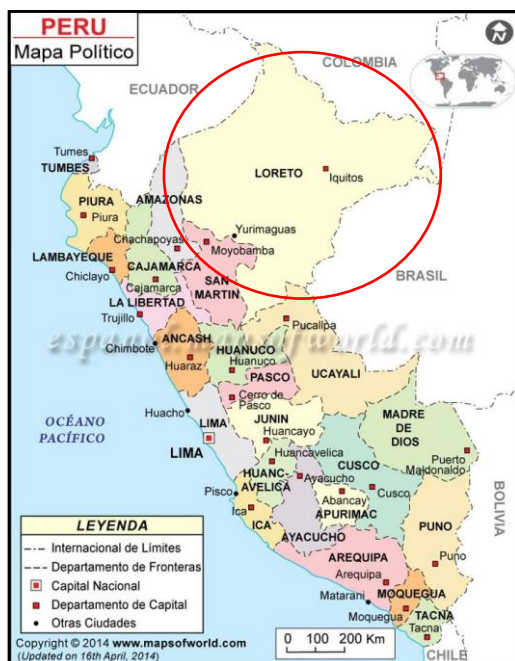 PERU
Mapa Político
COLOMBIA
ECUADOR
Tumes
TUMBES
LORETO
Iquitos
PIURA
Piura
AMAZONAS
Yurimaguas
Chachapoyas
Moyobamba
LAMBAYEQUE
Chiclayo
CAJAMARCA
Cajamarca
SAN
MARTIN
BRASIL
LA LIBERTAD
Trujillo
Pucallpa
ANCASH
Chimbote
Huaraz
HUANUCO
Huanuco
espanol.mapsofworld.com
UCAYALI
PASCO
Cerro de
Pasco
OCÉANO
PACÍFICO
Huacho
LIMA
LIMA
JUNIN
Huancayo
MADRE
DE
DIOS
Puerto
Maldonaldo
Huancavelica
HUANC-
AVELICA
Ayacucho
CUSCO
Cusco
Abancay
APURIMAC
Pisco
Ica
ICA
AYACUCHO
BOLIVIA
PUNO
Puno
AREQUIPA
Arequipa
Matarani
MOQUEGUA
Moquegua
TACNA
Tacna
CHILE
LEYENDA
Internacional de Límites
Departamento de Fronteras
Capital Nacional
Departamento de Capital
Otras Ciudades
0 100 200 Km
Copyright © 2014 www.mapsofworld.com
(Updated on 16th April, 2014)
N